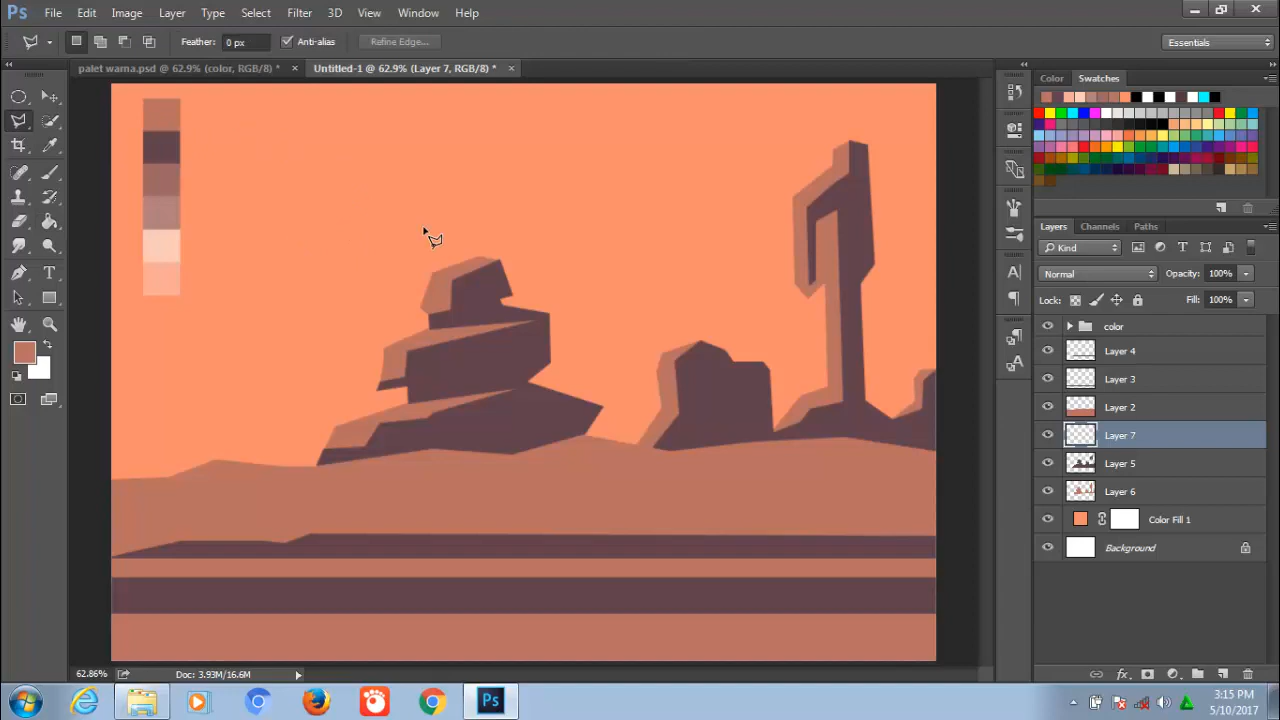 Ps File Edit Image Layer Type Select Filter 3D View Window Help
Feather: 0 px Anti-alias Refine Edge... Essentials
palet warna.psd @ 62.9% (color, RGB/8) * × Untitled-1 @ 62.9% (Layer 7, RGB/8) * ×
Color Swatches
Layers Channels Paths
Kind
Normal Opacity: 100%
Lock: Fill: 100%
color
Layer 4
Layer 3
Layer 2
Layer 7
Layer 5
Layer 6
Color Fill 1
Background
62.86% Doc: 3.93M/16.6M
Ps
3:15 PM
5/10/2017